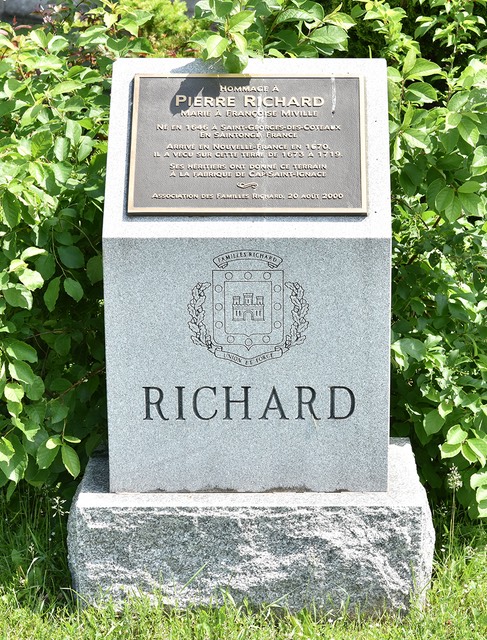 Hommage à
Pierre Richard
Marié à Françoise Miville
Né en 1646 à Saint-Georges-des-Coteaux
en Saintonge, France
Arrivé en Nouvelle-France en 1670.
Il a vécu sur cette terre de 1673 à 1719.
Ses héritiers ont donné ce terrain
à la fabrique de Cap-Saint-Ignace
Association des Familles Richard, 20 août 2000
FAMILLES RICHARD
UNION ET FORCE
RICHARD